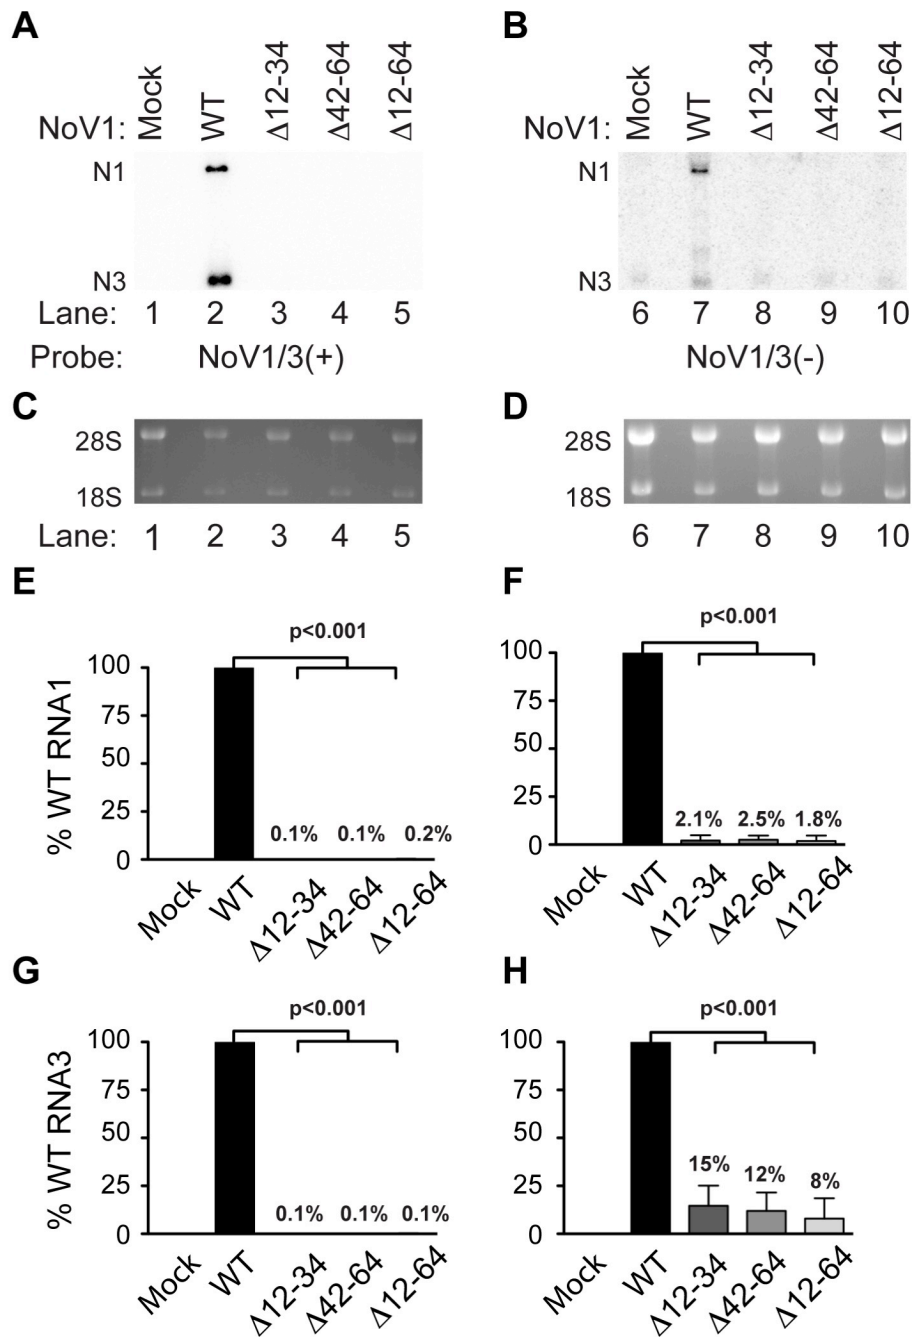 A
NoV1: Mock WT Δ12-34 Δ42-64 Δ12-64
N1
N3
Lane: 1 2 3 4 5
Probe: NoV1/3(+)
B
NoV1: Mock WT Δ12-34 Δ42-64 Δ12-64
N1
N3
6 7 8 9 10
NoV1/3(-)
C
28S
18S
Lane: 1 2 3 4 5
D
28S
18S
6 7 8 9 10
E
p<0.001
% WT RNA1
100
75
50
25
0
0.1% 0.1% 0.2%
Mock WT Δ12-34 Δ42-64 Δ12-64
F
p<0.001
100
75
50
25
0
2.1% 2.5% 1.8%
Mock WT Δ12-34 Δ42-64 Δ12-64
G
p<0.001
% WT RNA3
100
75
50
25
0
0.1% 0.1% 0.1%
Mock WT Δ12-34 Δ42-64 Δ12-64
H
p<0.001
100
75
50
25
0
15% 12% 8%
Mock WT Δ12-34 Δ42-64 Δ12-64